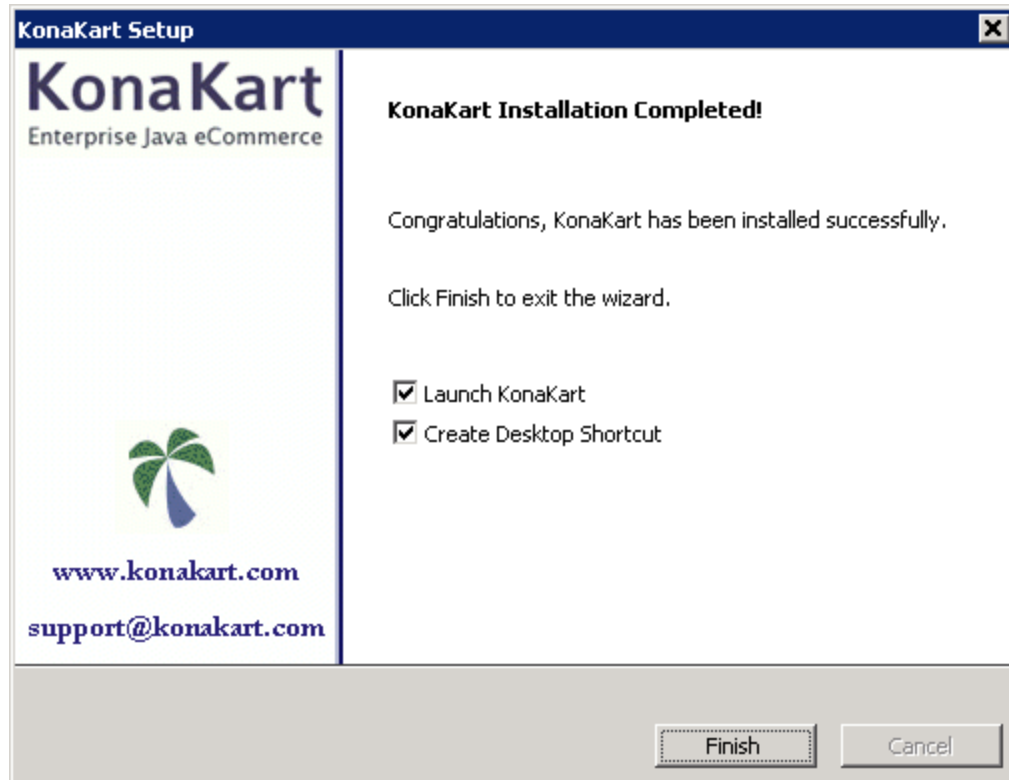 KonaKart Setup
KonaKart
Enterprise Java eCommerce
www.konakart.com
support@konakart.com
KonaKart Installation Completed!
Congratulations, KonaKart has been installed successfully.
Click Finish to exit the wizard.
Launch KonaKart
Create Desktop Shortcut
Finish
Cancel